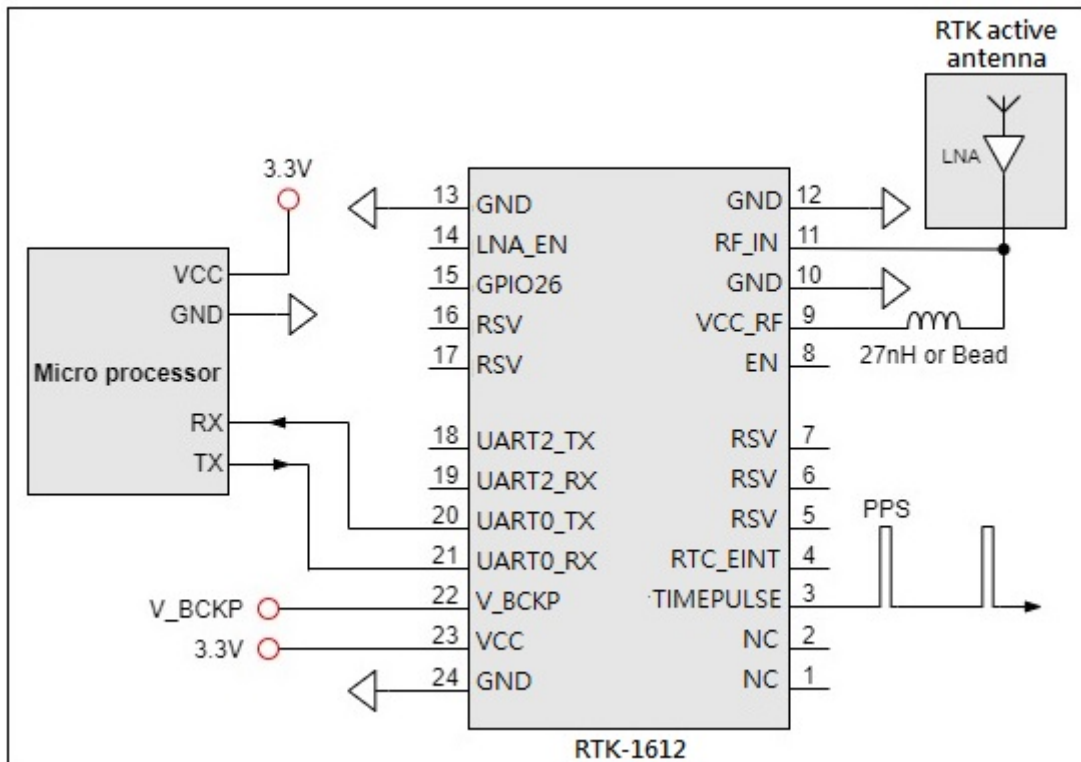 RTK active
antenna
LNA
3.3V
13 GND
GND 12
14 LNA_EN
RF_IN 11
15 GPIO26
GND 10
16 RSV
VCC_RF 9
27nH or Bead
17 RSV
EN 8
VCC
GND
Micro processor
RX
TX
18 UART2_TX
RSV 7
19 UART2_RX
RSV 6
20 UART0_TX
RSV 5
PPS
21 UART0_RX
RTC_EINT 4
V_BCKP
22 V_BCKP
TIMEPULSE 3
3.3V
23 VCC
NC 2
24 GND
NC 1
RTK-1612